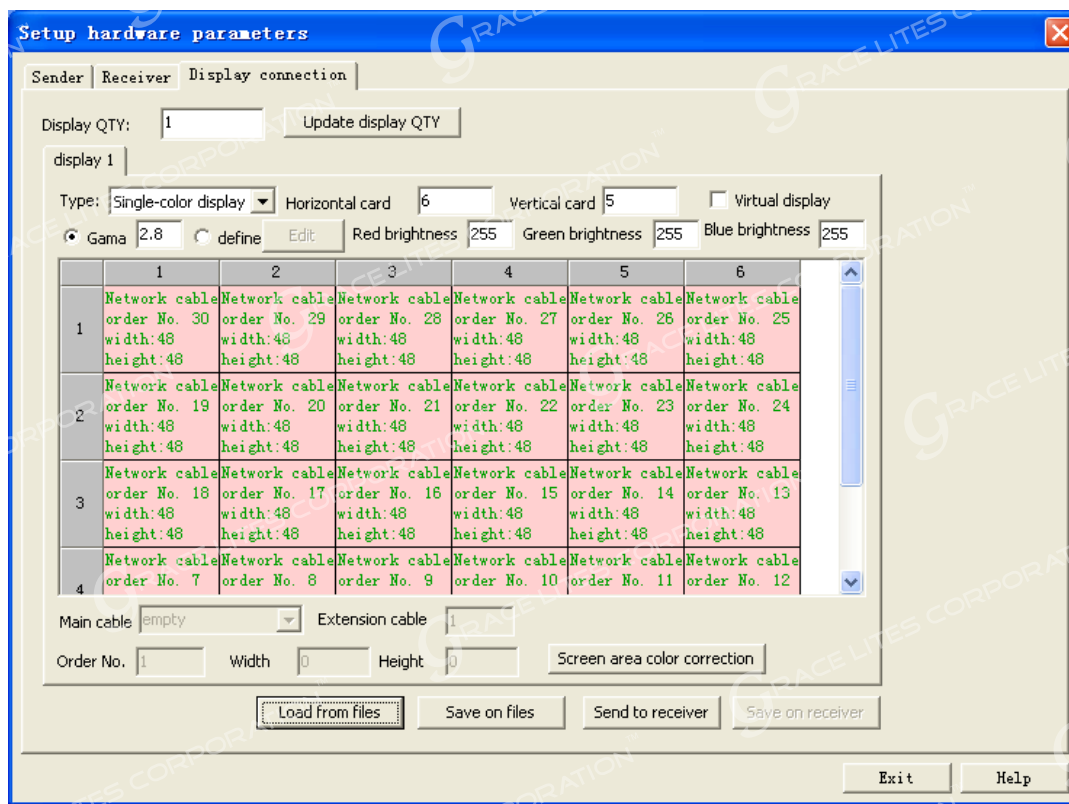 Setup hardware parameters
Sender Receiver Display connection
Display QTY: 1 Update display QTY
display 1
Type: Single-color display Horizontal card 6 Vertical card 5 Virtual display
Gama 2.8 define Edit Red brightness 255 Green brightness 255 Blue brightness 255
1 2 3 4 5 6
Network cable Network cable Network cable Network cable Network cable Network cable
1 order No. 30 order No. 29 order No. 28 order No. 27 order No. 26 order No. 25
width:48 width:48 width:48 width:48 width:48 width:48
height:48 height:48 height:48 height:48 height:48 height:48
Network cable Network cable Network cable Network cable Network cable Network cable
2 order No. 19 order No. 20 order No. 21 order No. 22 order No. 23 order No. 24
width:48 width:48 width:48 width:48 width:48 width:48
height:48 height:48 height:48 height:48 height:48 height:48
Network cable Network cable Network cable Network cable Network cable Network cable
3 order No. 18 order No. 17 order No. 16 order No. 15 order No. 14 order No. 13
width:48 width:48 width:48 width:48 width:48 width:48
height:48 height:48 height:48 height:48 height:48 height:48
Network cable Network cable Network cable Network cable Network cable Network cable
4 order No. 7 order No. 8 order No. 9 order No. 10 order No. 11 order No. 12
Main cable empty Extension cable 1
Order No. 1 Width 0 Height 0 Screen area color correction
Load from files Save on files Send to receiver Save on receiver
Exit Help
GRACE LITES CORPORATION™